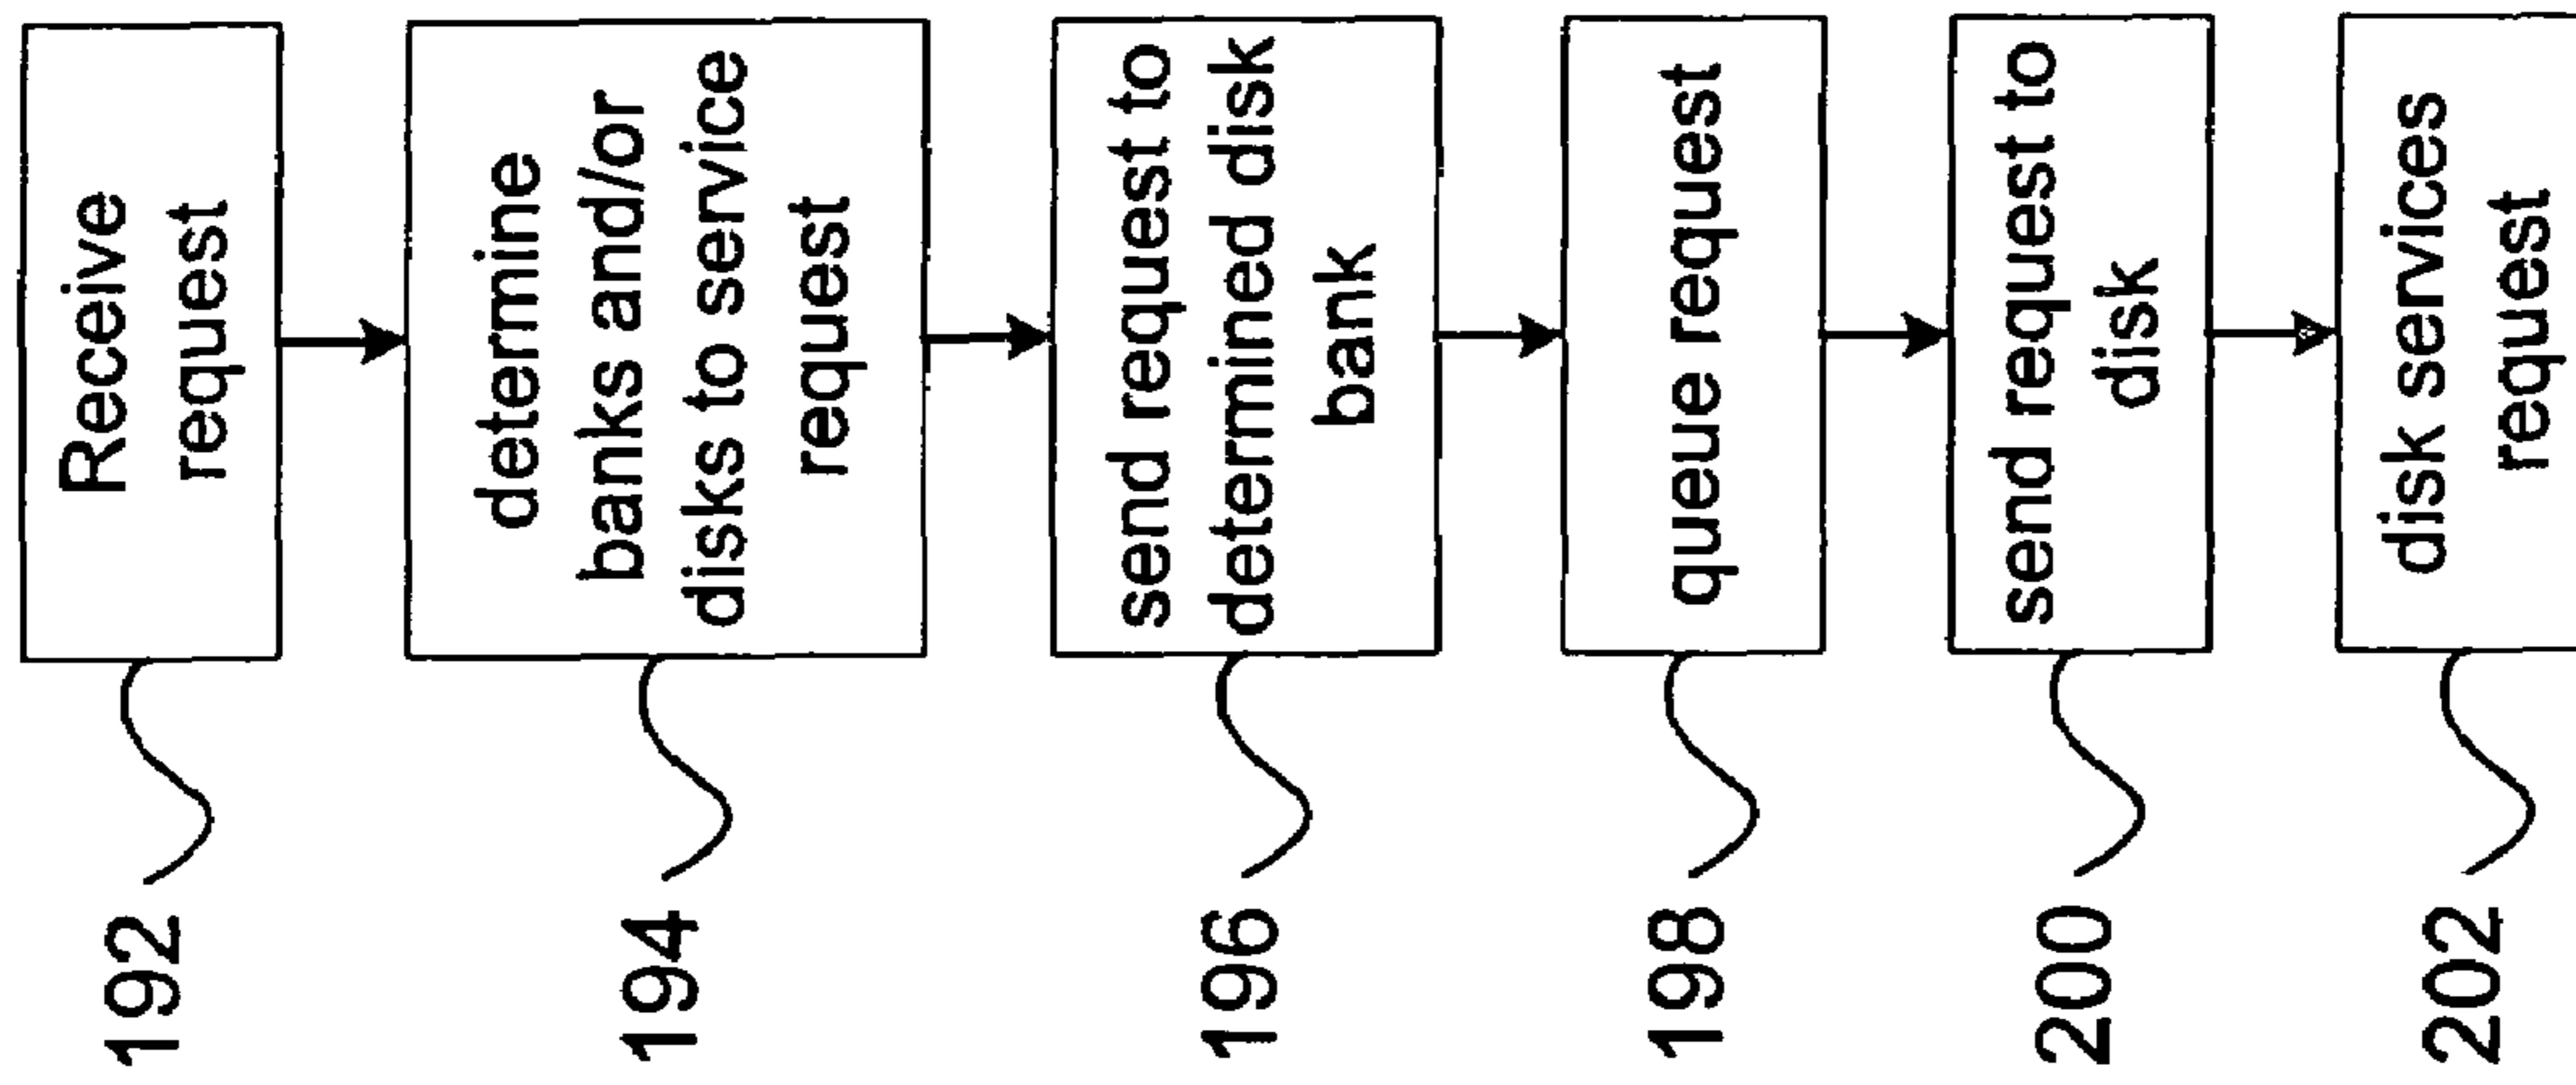 192
Receive
request
194
determine
banks and/or
disks to service
request
196
send request to
determined disk
bank
198
queue request
200
send request to
disk
202
disk services
request